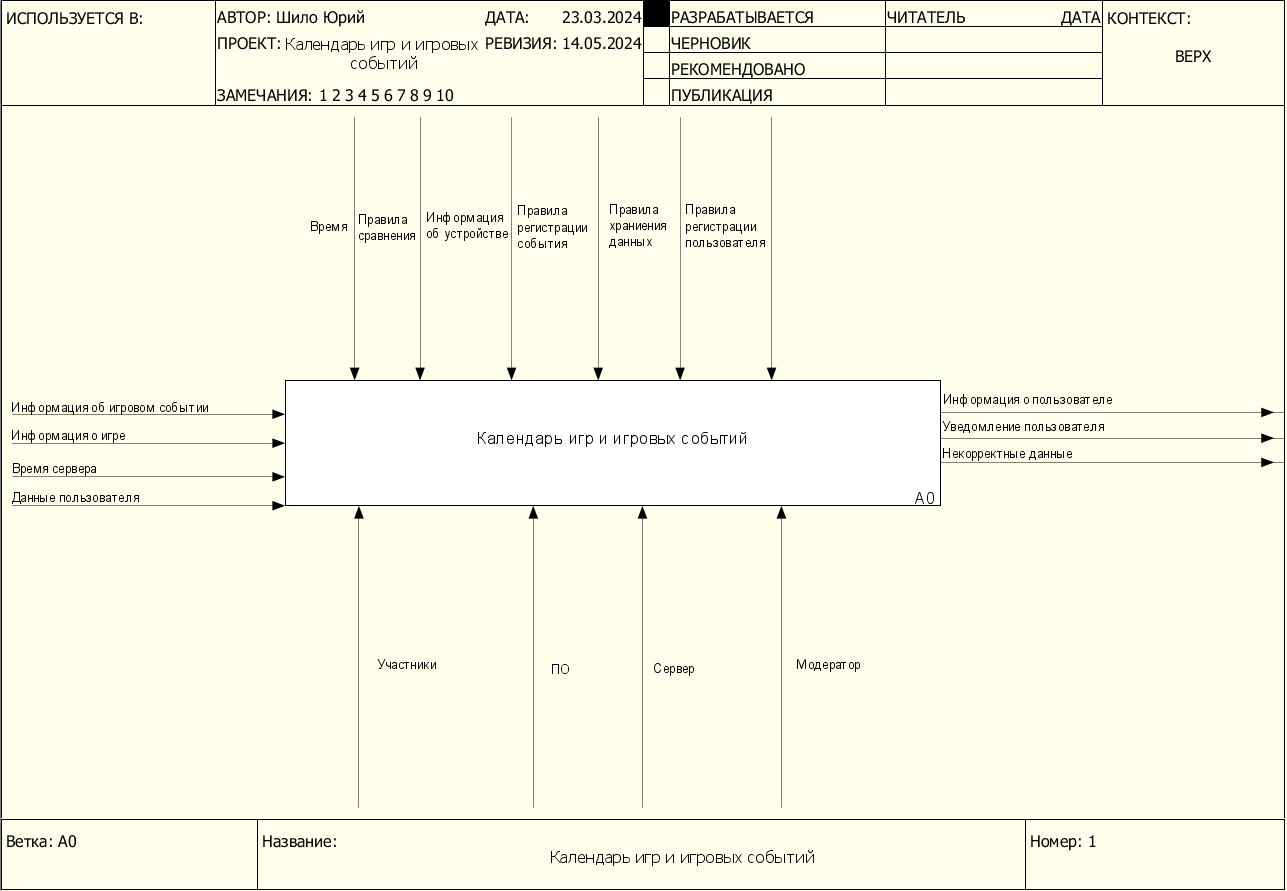 ИСПОЛЬЗУЕТСЯ В:
АВТОР: Шило Юрий
ДАТА: 23.03.2024
ПРОЕКТ: Календарь игр и игровых
событий
РЕВИЗИЯ: 14.05.2024
ЗАМЕЧАНИЯ: 1 2 3 4 5 6 7 8 9 10
РАЗРАБАТЫВАЕТСЯ
ЧЕРНОВИК
РЕКОМЕНДОВАНО
ПУБЛИКАЦИЯ
ЧИТАТЕЛЬ ДАТА
КОНТЕКСТ:
ВЕРХ
Время
Правила
сравнения
Информация
об устройстве
Правила
регистрации
события
Правила
храниения
данных
Правила
регистрации
пользователя
Информация об игровом событии
Информация о игре
Время сервера
Данные пользователя
Календарь игр и игровых событий
A0
Информация о пользователе
Уведомление пользователя
Некорректные данные
Участники
ПО
Сервер
Модератор
Ветка: A0
Название:
Календарь игр и игровых событий
Номер: 1